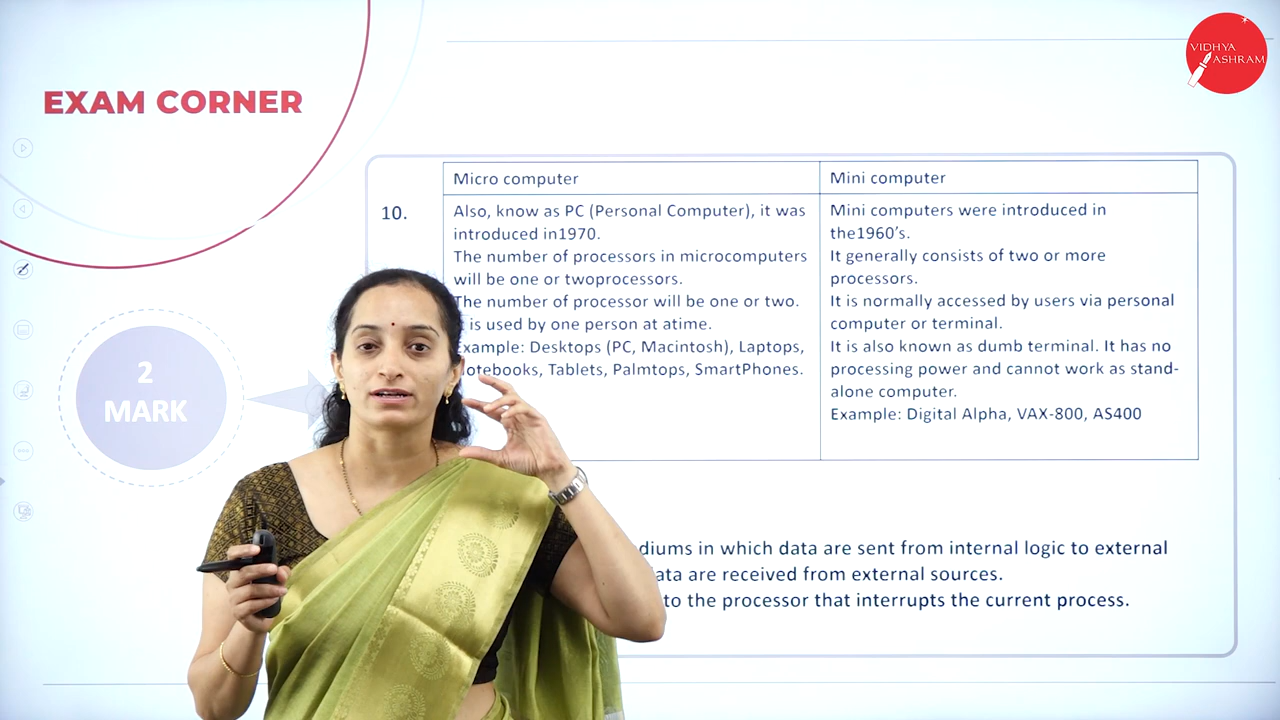 VIDHYA
ASHRAM
EXAM CORNER
Micro computer
Mini computer
10.
Also, know as PC (Personal Computer), it was
introduced in1970.
The number of processors in microcomputers
will be one or twoprocessors.
The number of processor will be one or two.
is used by one person at atime.
Example: Desktops (PC, Macintosh), Laptops,
otebooks, Tablets, Palmtops, SmartPhones.
Mini computers were introduced in
the1960's.
It generally consists of two or more
processors.
It is normally accessed by users via personal
computer or terminal.
It is also known as dumb terminal. It has no
processing power and cannot work as stand-
alone computer.
Example: Digital Alpha, VAX-800, AS400
2
MARK
diums in which data are sent from internal logic to external
ata are received from external sources.
to the processor that interrupts the current process.